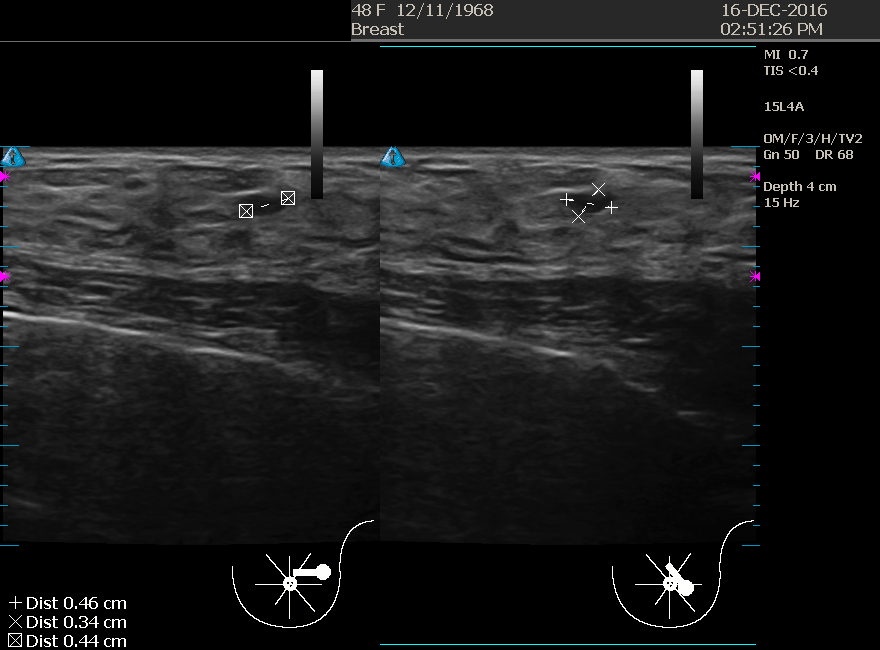 48 F 12/11/1968
Breast
16-DEC-2016
02:51:26 PM
MI 0.7
TIS <0.4
15L4A
OM/F/3/H/TV2
Gn 50 DR 68
Depth 4 cm
15 Hz
Dist 0.46 cm
Dist 0.34 cm
Dist 0.44 cm